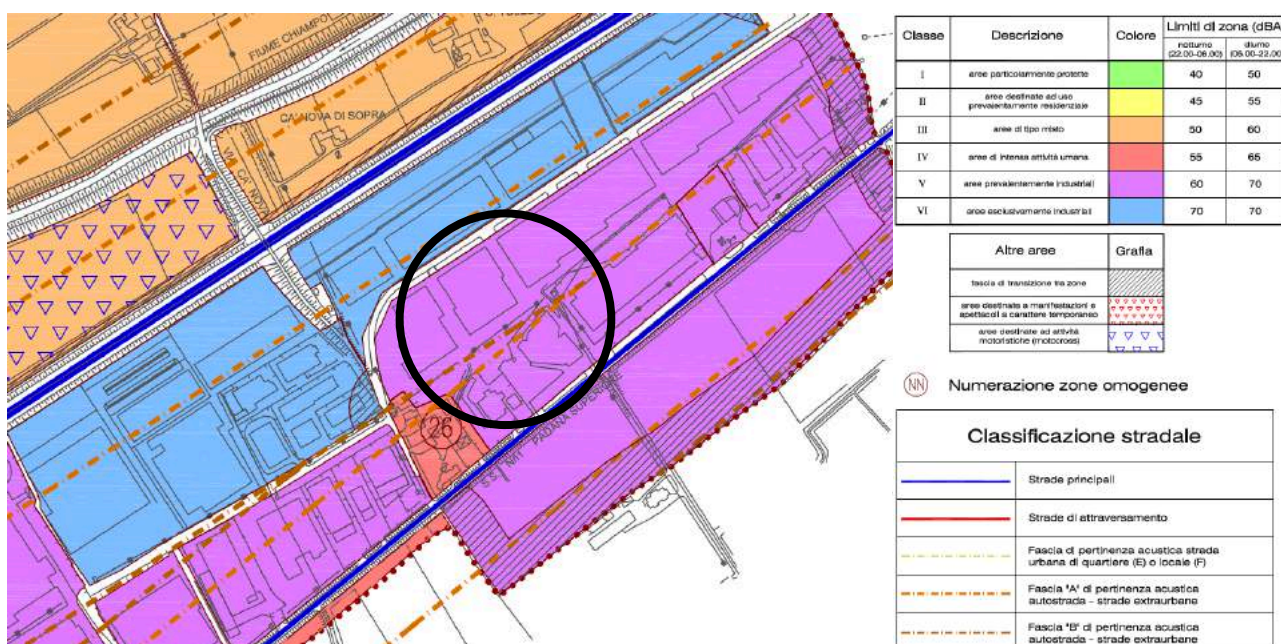 FIUME CHIAMPO
CA' NOVA DI SOPRA
26
Classe
Descrizione
Colore
Limiti di zona (dBA
notturno
(22.00-06.00)
diurno
(06.00-22.00
I
aree particolarmente protette
40
50
II
aree destinate ad uso
prevalentemente residenziale
45
55
III
aree di tipo misto
50
60
IV
aree di intensa attività umana
55
65
V
aree prevalentemente industriali
60
70
VI
aree esclusivamente industriali
70
70
Altre aree
Grafia
fascia di transizione tra zone
aree destinate a manifestazioni e
spettacoli a carattere temporaneo
aree destinate ad attività
motoristiche (motocross)
NN
Numerazione zone omogenee
Classificazione stradale
Strade principali
Strade di attraversamento
Fascia di pertinenza acustica strada
urbana di quartiere (E) o locale (F)
Fascia "A" di pertinenza acustica
autostrada - strade extraurbane
Fascia "B" di pertinenza acustica
autostrada - strade extraurbane